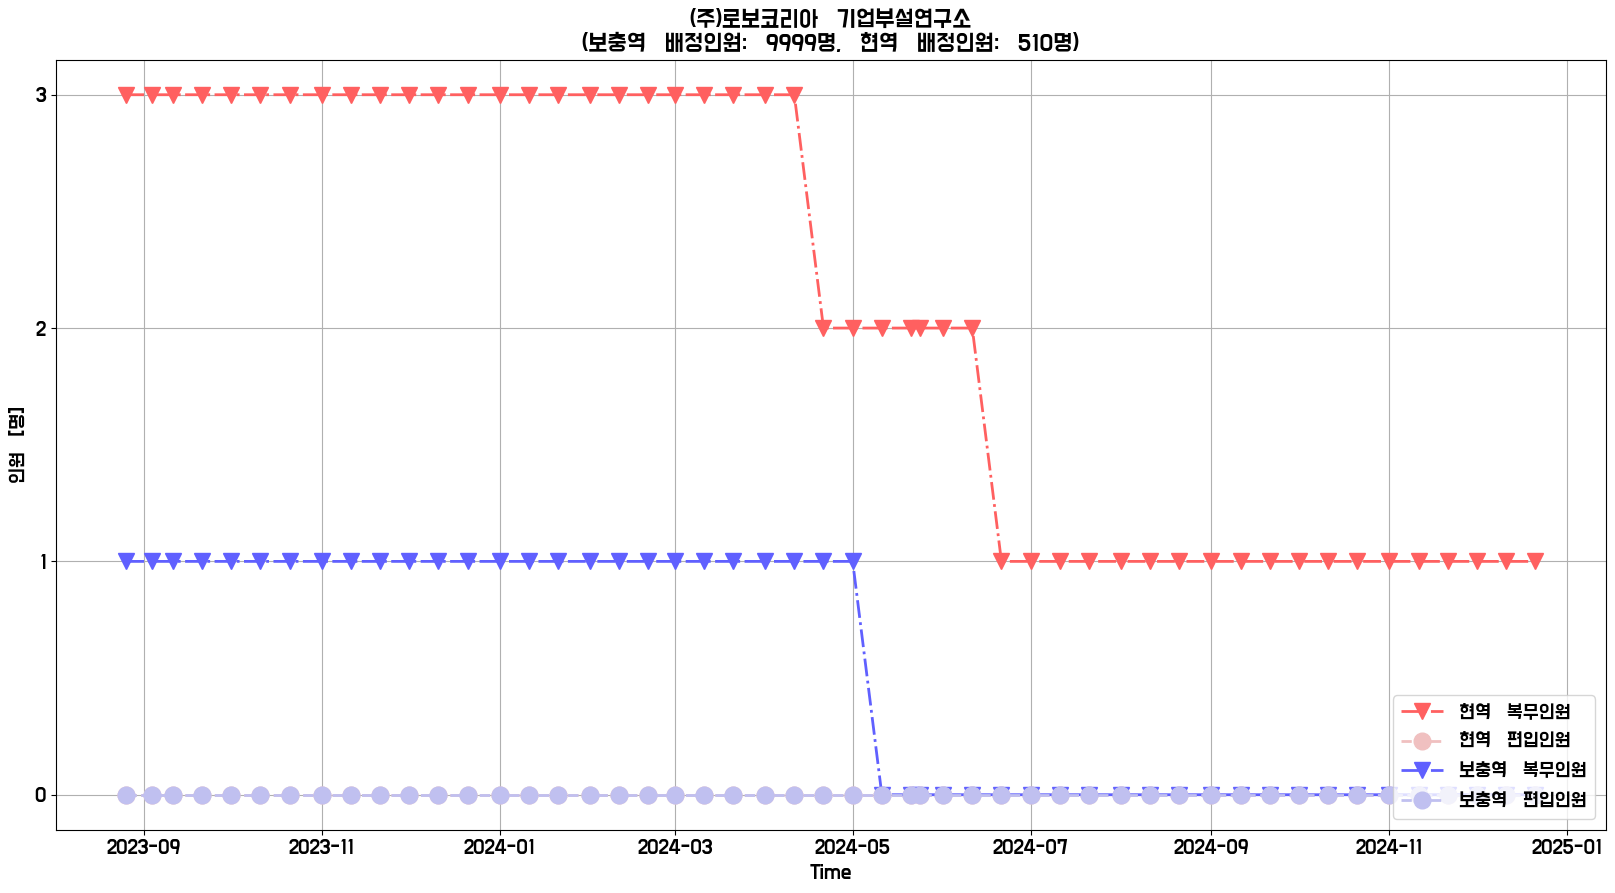 (주)로보코리아 기업부설연구소
(보충역 배정인원: 9999명, 현역 배정인원: 510명)
3
2
1
0
인원 [명]
현역 복무인원
현역 편입인원
보충역 복무인원
보충역 편입인원
2023-09 2023-11 2024-01 2024-03 2024-05 2024-07 2024-09 2024-11 2025-01
Time